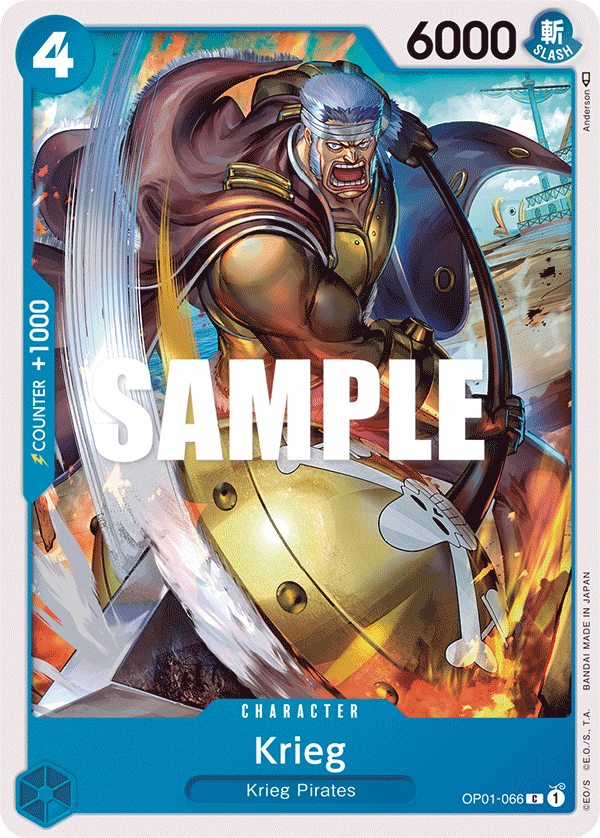 4
6000
斬
SLASH
Anderson
COUNTER +1000
SAMPLE
CHARACTER
Krieg
Krieg Pirates
OP01-066 C 1
©E.O/S ©E.O./S., T.A. BANDAI MADE IN JAPAN